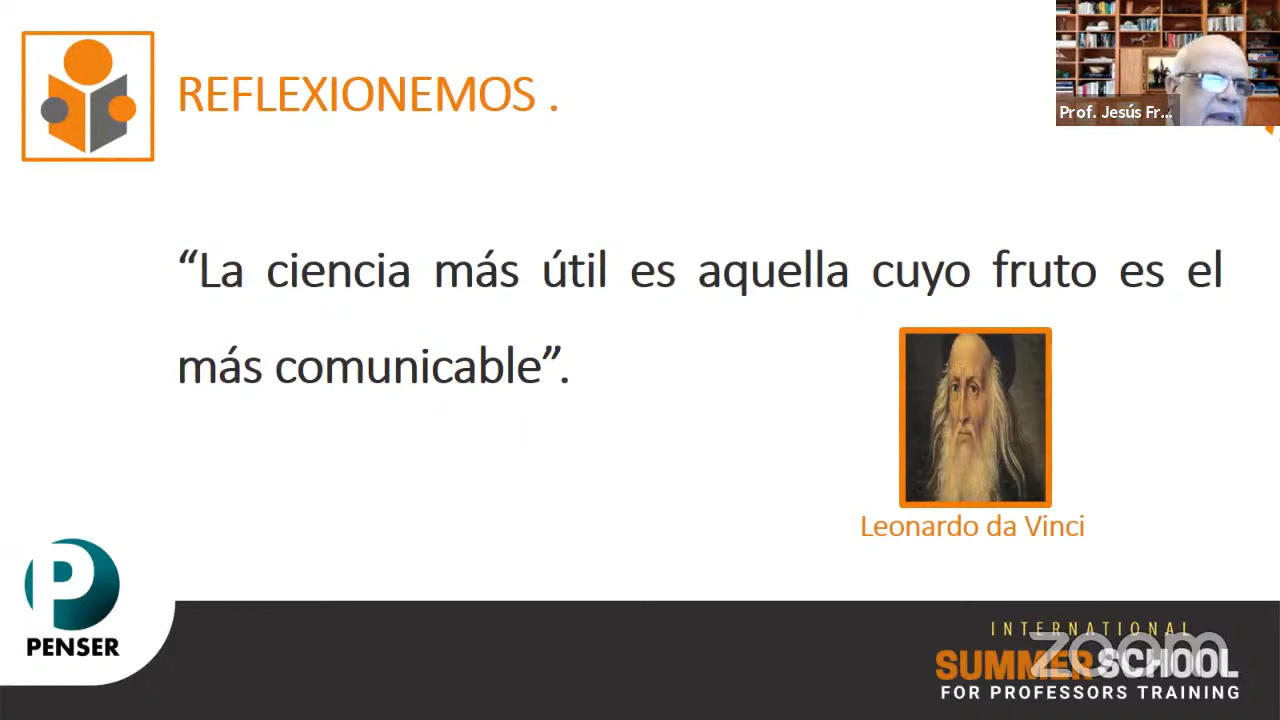 REFLEXIONEMOS .
Prof. Jesús Fr...
“La ciencia más útil es aquella cuyo fruto es el
más comunicable”.
Leonardo da Vinci
P
PENSER
INTERNATIONAL
zoom
SUMMER SCHOOL
FOR PROFESSORS TRAINING